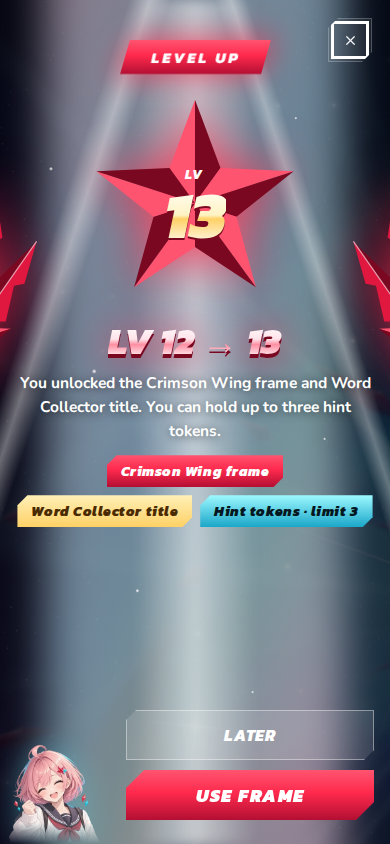 LEVEL UP
×
LV
13
LV 12 → 13
You unlocked the Crimson Wing frame and Word
Collector title. You can hold up to three hint
tokens.
Crimson Wing frame
Word Collector title
Hint tokens · limit 3
LATER
USE FRAME